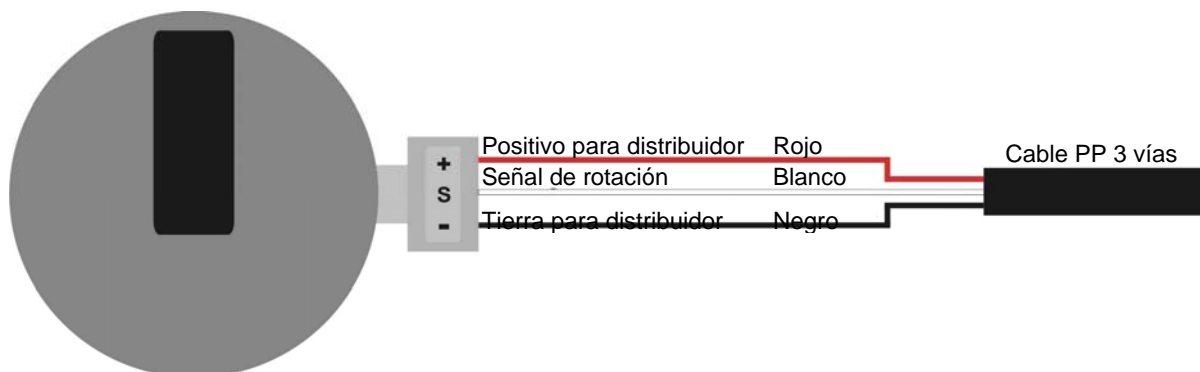 + Positivo para distribuidor Rojo
S Señal de rotación Blanco
- Tierra para distribuidor Negro
Cable PP 3 vías